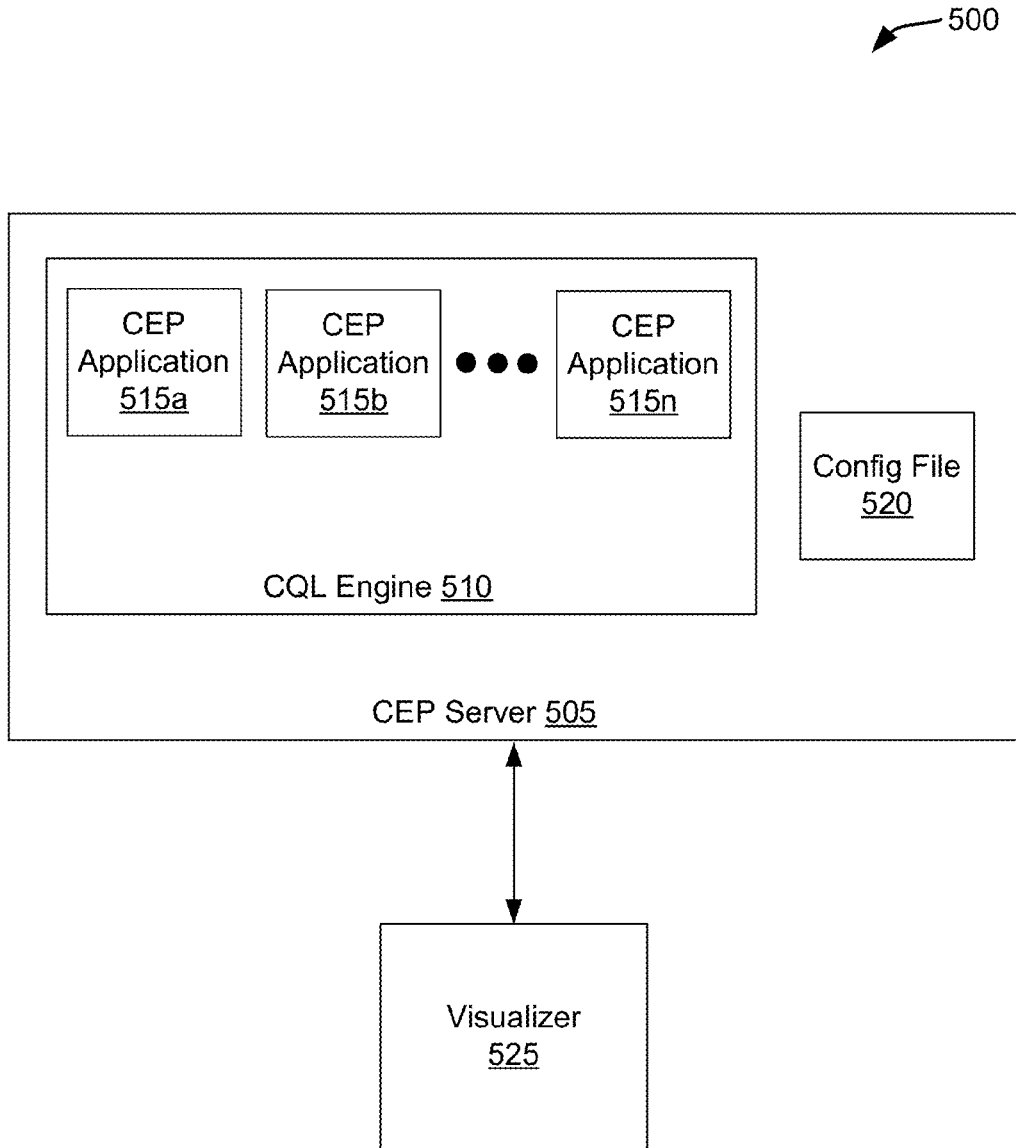 500
CEP
Application
515a
CEP
Application
515b
CEP
Application
515n
Config File
520
CQL Engine 510
CEP Server 505
Visualizer
525